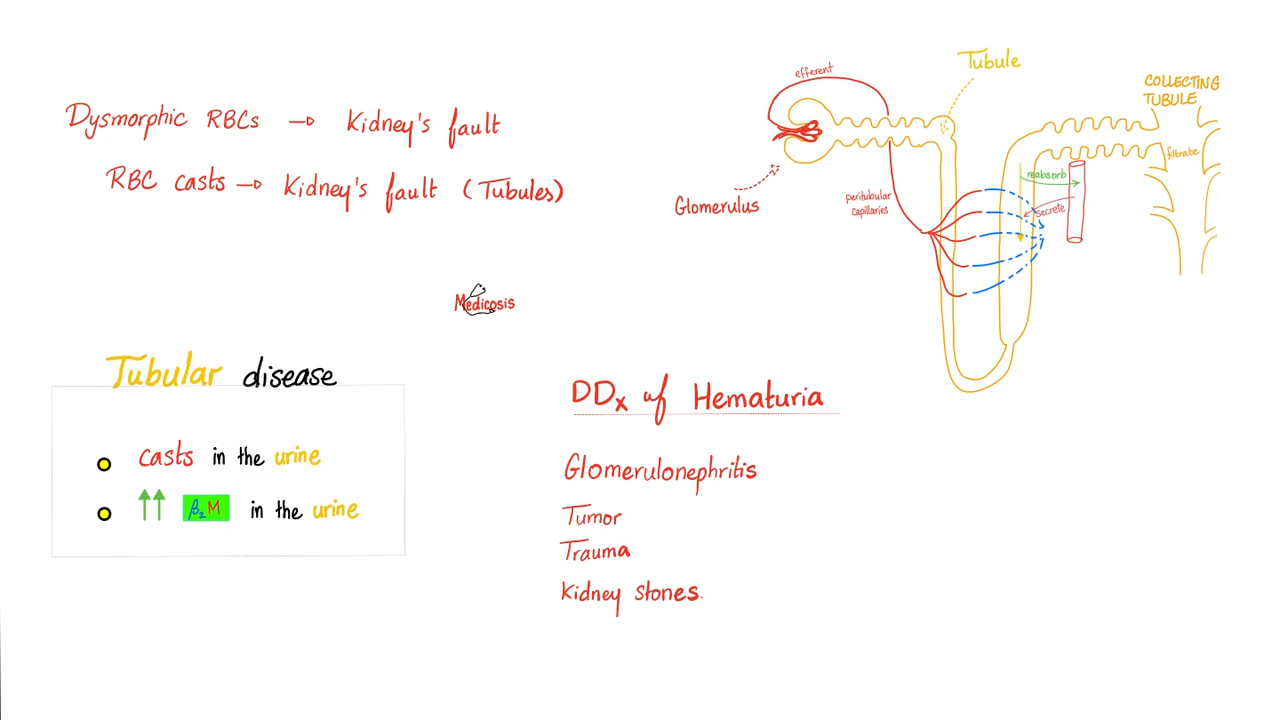 Dysmorphic RBCs → Kidney's fault
RBC casts → Kidney's fault (Tubules)
Medicosis
Tubular disease
casts in the urine
↑↑ β₂M in the urine
DDx of Hematuria
Glomerulonephritis
Tumor
Trauma
Kidney stones.
efferent
Tubule
COLLECTING
TUBULE
filtrate
reabsorb
secrete
peritubular
capillaries
Glomerulus